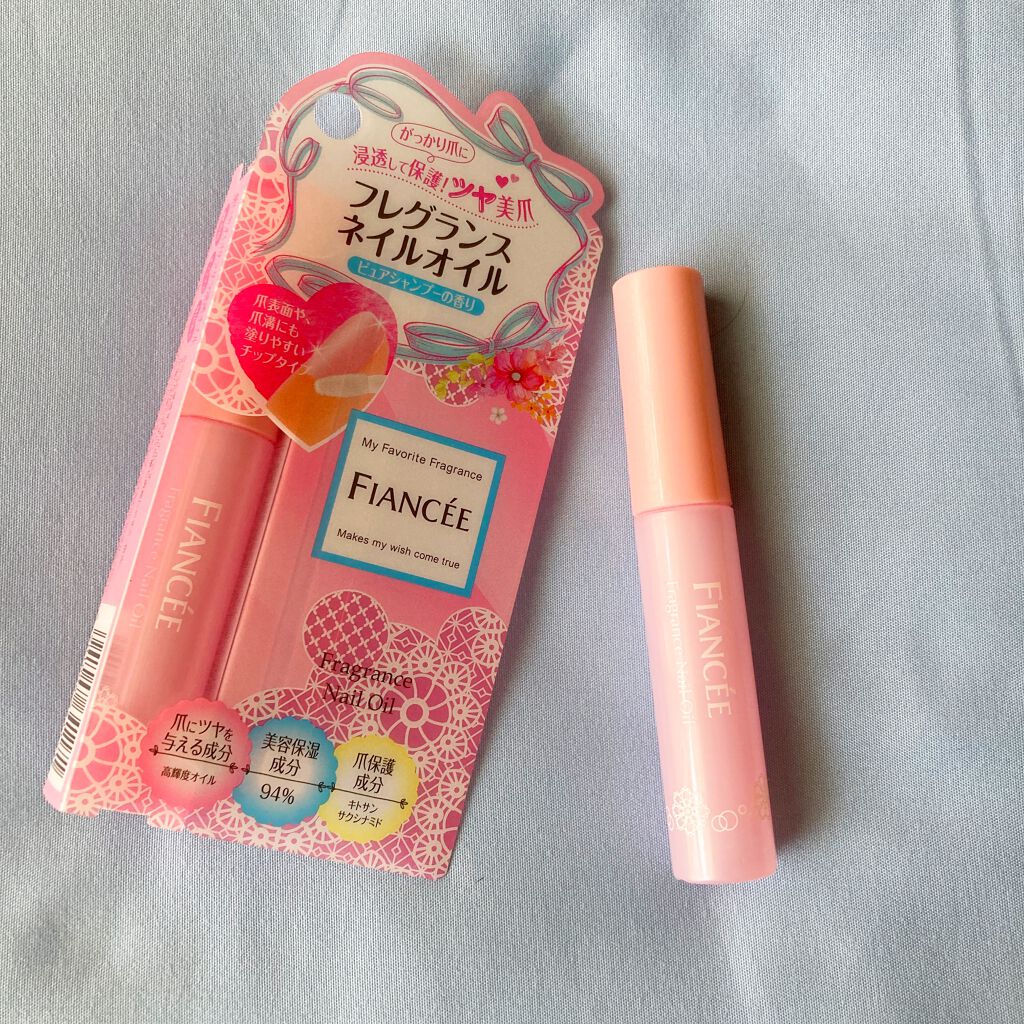 がっかり爪に
浸透して保護!ツヤ美爪
フレグランス
ネイルオイル
ピュアシャンプーの香り
爪表面や、
爪溝にも
塗りやすい
チップタイプ
My Favorite Fragrance
FIANCÉE
Makes my wish come true
Fragrance
Nail Oil
爪にツヤを
与える成分
高輝度オイル
美容保湿
成分
94%
爪保護
成分
キトサン
サクシナミド
FIANCÉE
Fragrance Nail Oil
FIANCÉE
Fragrance Nail Oil